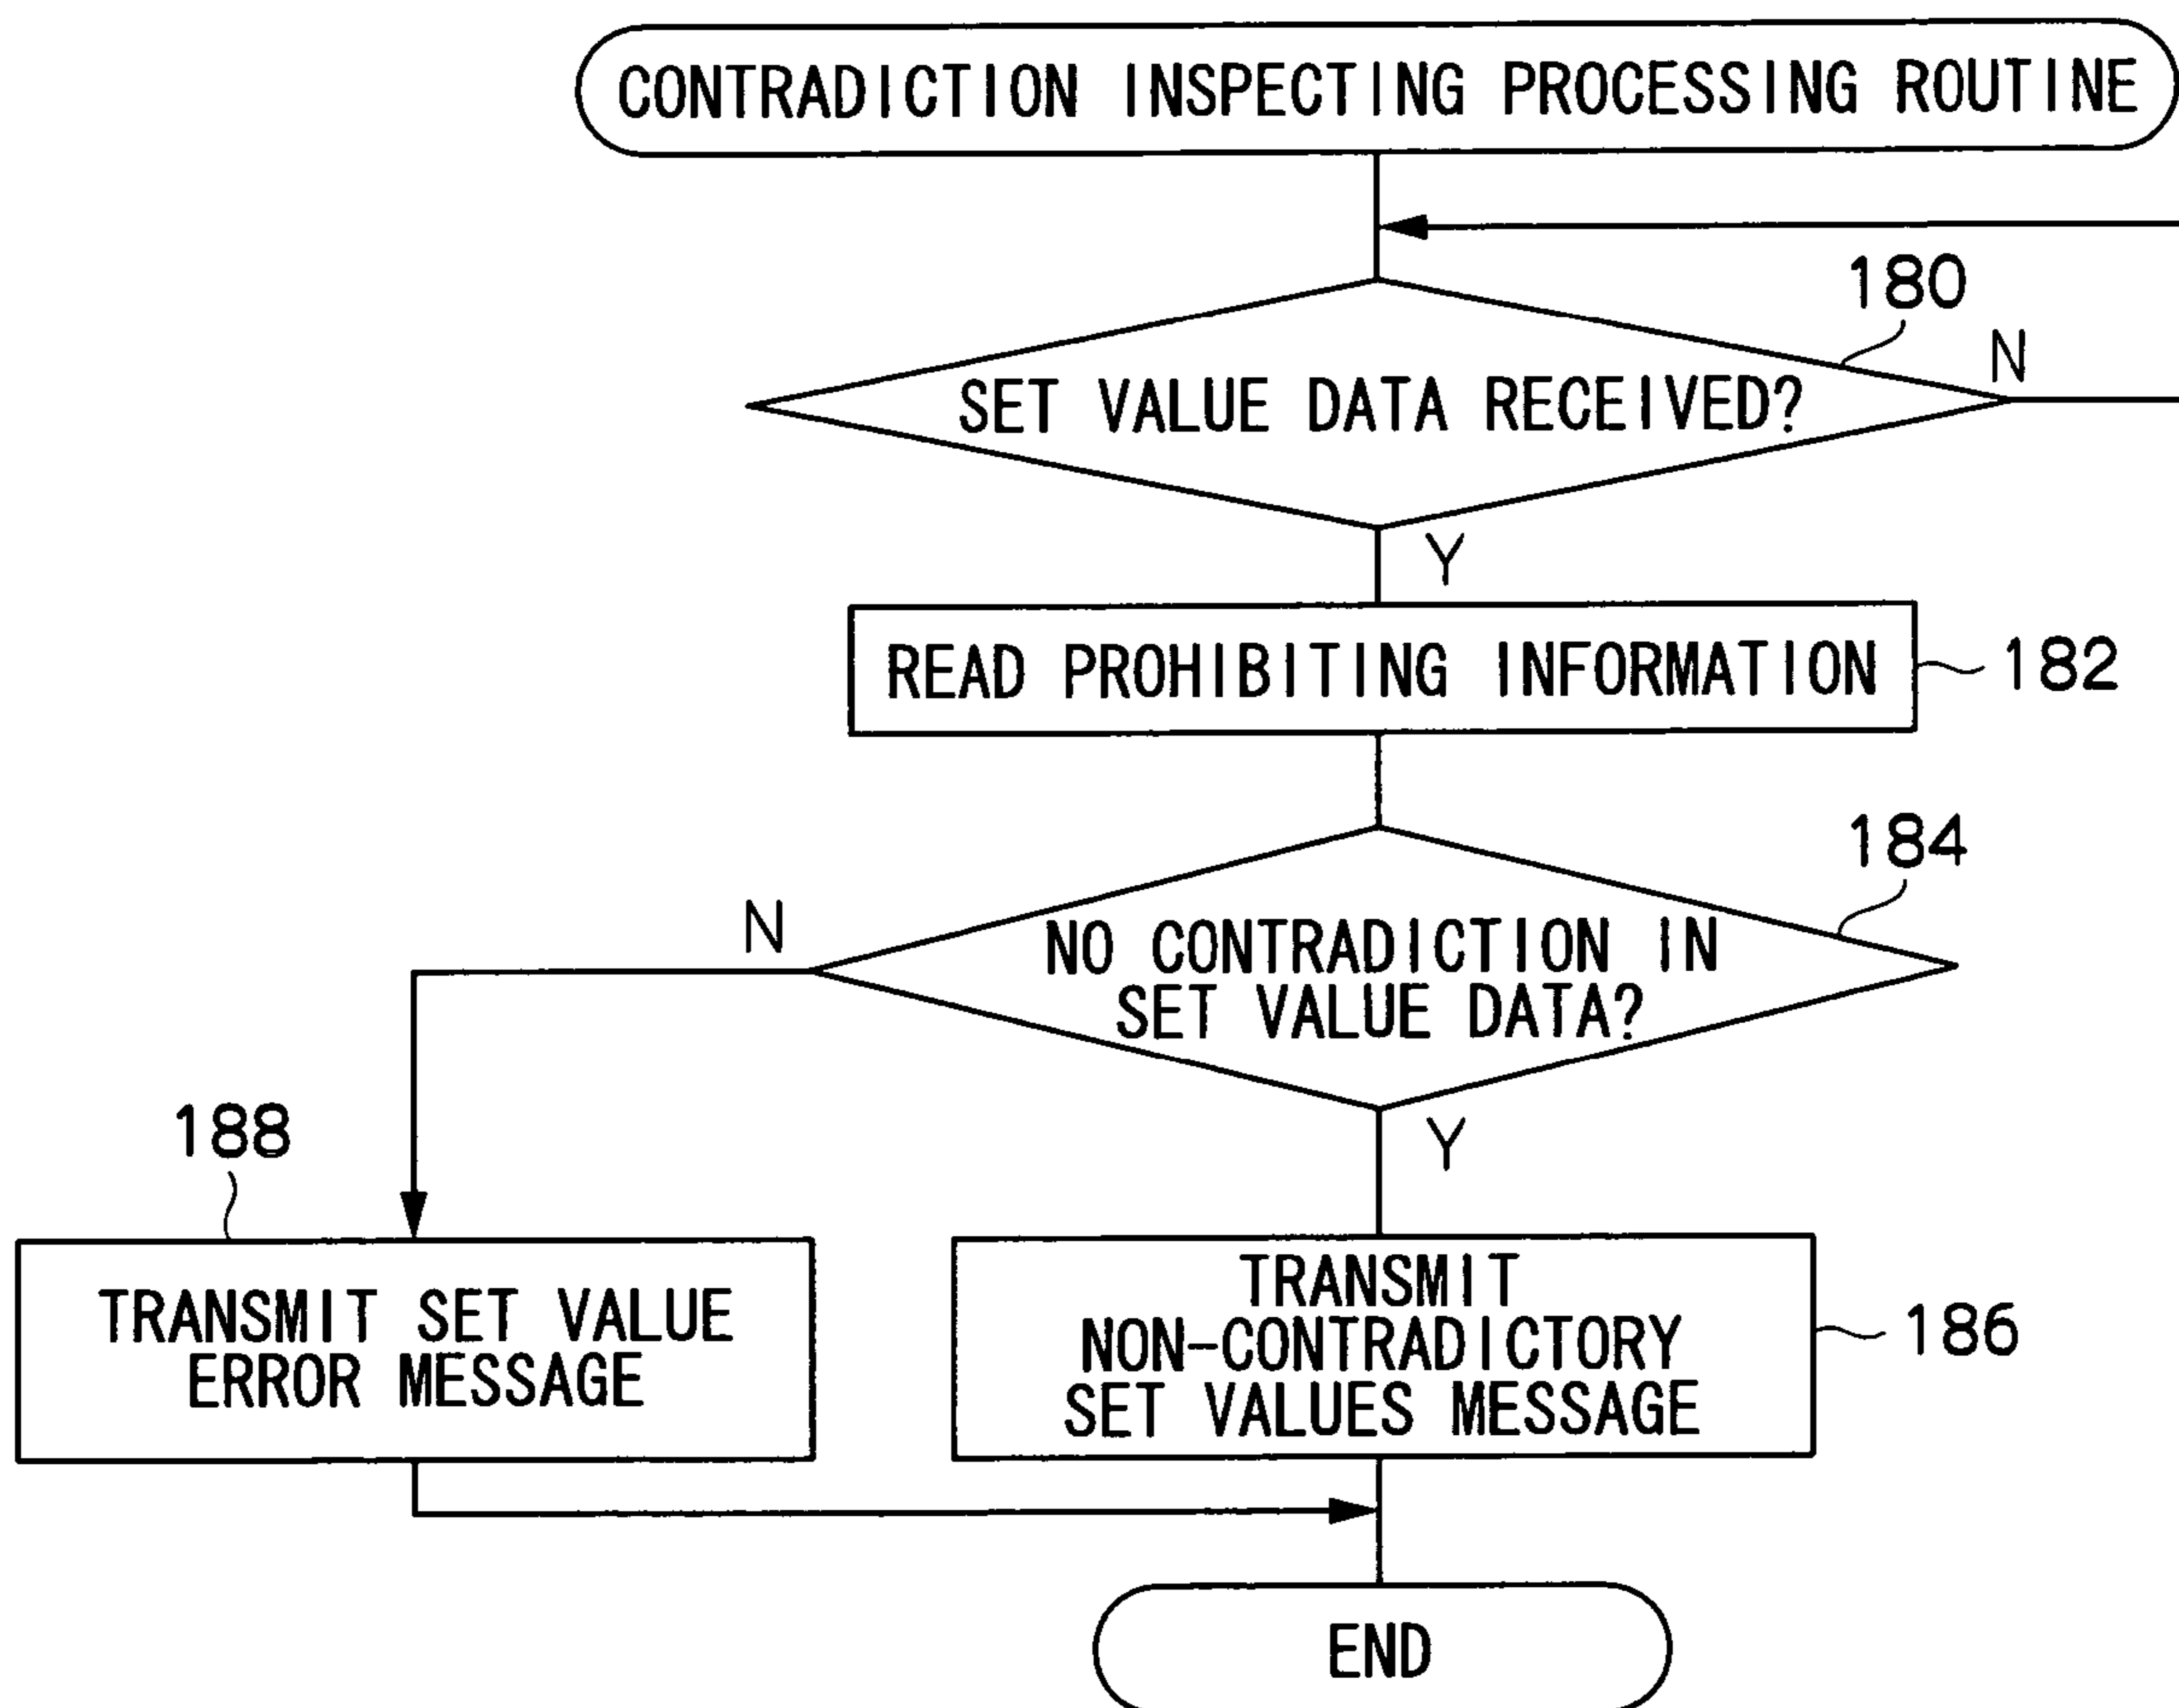 CONTRADICTION INSPECTING PROCESSING ROUTINE
180
N
SET VALUE DATA RECEIVED?
Y
READ PROHIBITING INFORMATION
182
184
N
NO CONTRADICTION IN
SET VALUE DATA?
188
Y
TRANSMIT SET VALUE
ERROR MESSAGE
TRANSMIT
NON-CONTRADICTORY
SET VALUES MESSAGE
186
END